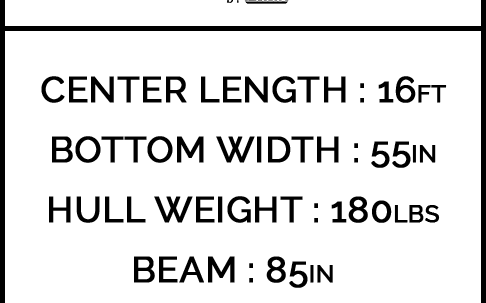 CENTER LENGTH : 16FT
BOTTOM WIDTH : 55IN
HULL WEIGHT : 180LBS
BEAM : 85IN